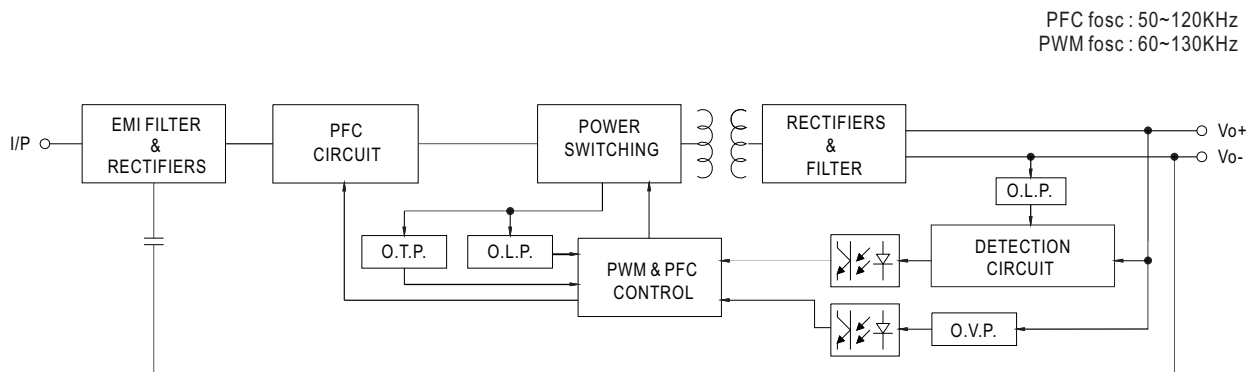 PFC fosc : 50~120KHz
PWM fosc : 60~130KHz
I/P
EMI FILTER
&
RECTIFIERS
PFC
CIRCUIT
POWER
SWITCHING
RECTIFIERS
&
FILTER
Vo+
Vo-
O.L.P.
O.T.P.
O.L.P.
PWM & PFC
CONTROL
DETECTION
CIRCUIT
O.V.P.